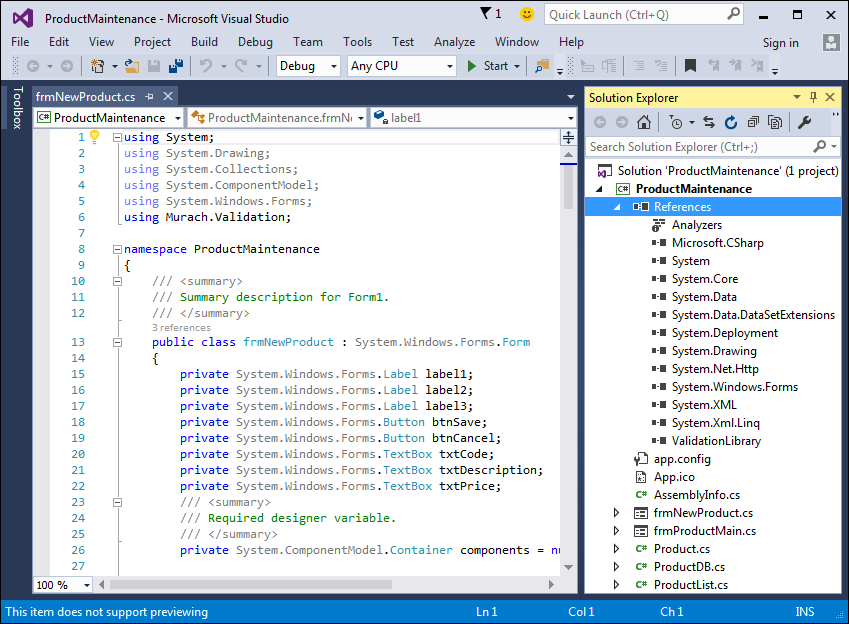 ProductMaintenance - Microsoft Visual Studio
1
Quick Launch (Ctrl+Q)
File Edit View Project Build Debug Team Tools Test Analyze Window Help
Sign in
Debug Any CPU Start
Toolbox
frmNewProduct.cs
ProductMaintenance ProductMaintenance.frmN label1
1 using System;
2 using System.Drawing;
3 using System.Collections;
4 using System.ComponentModel;
5 using System.Windows.Forms;
6 using Murach.Validation;
7
8 namespace ProductMaintenance
9 {
10 /// <summary>
11 /// Summary description for Form1.
12 /// </summary>
3 references
13 public class frmNewProduct : System.Windows.Forms.Form
14 {
15 private System.Windows.Forms.Label label1;
16 private System.Windows.Forms.Label label2;
17 private System.Windows.Forms.Label label3;
18 private System.Windows.Forms.Button btnSave;
19 private System.Windows.Forms.Button btnCancel;
20 private System.Windows.Forms.TextBox txtCode;
21 private System.Windows.Forms.TextBox txtDescription;
22 private System.Windows.Forms.TextBox txtPrice;
23 /// <summary>
24 /// Required designer variable.
25 /// </summary>
26 private System.ComponentModel.Container components = nu
27
100 %
Solution Explorer
Search Solution Explorer (Ctrl+;)
Solution 'ProductMaintenance' (1 project)
C# ProductMaintenance
References
Analyzers
Microsoft.CSharp
System
System.Core
System.Data
System.Data.DataSetExtensions
System.Deployment
System.Drawing
System.Net.Http
System.Windows.Forms
System.XML
System.Xml.Linq
ValidationLibrary
app.config
App.ico
C# AssemblyInfo.cs
frmNewProduct.cs
frmProductMain.cs
C# Product.cs
C# ProductDB.cs
C# ProductList.cs
This item does not support previewing Ln 1 Col 1 Ch 1 INS